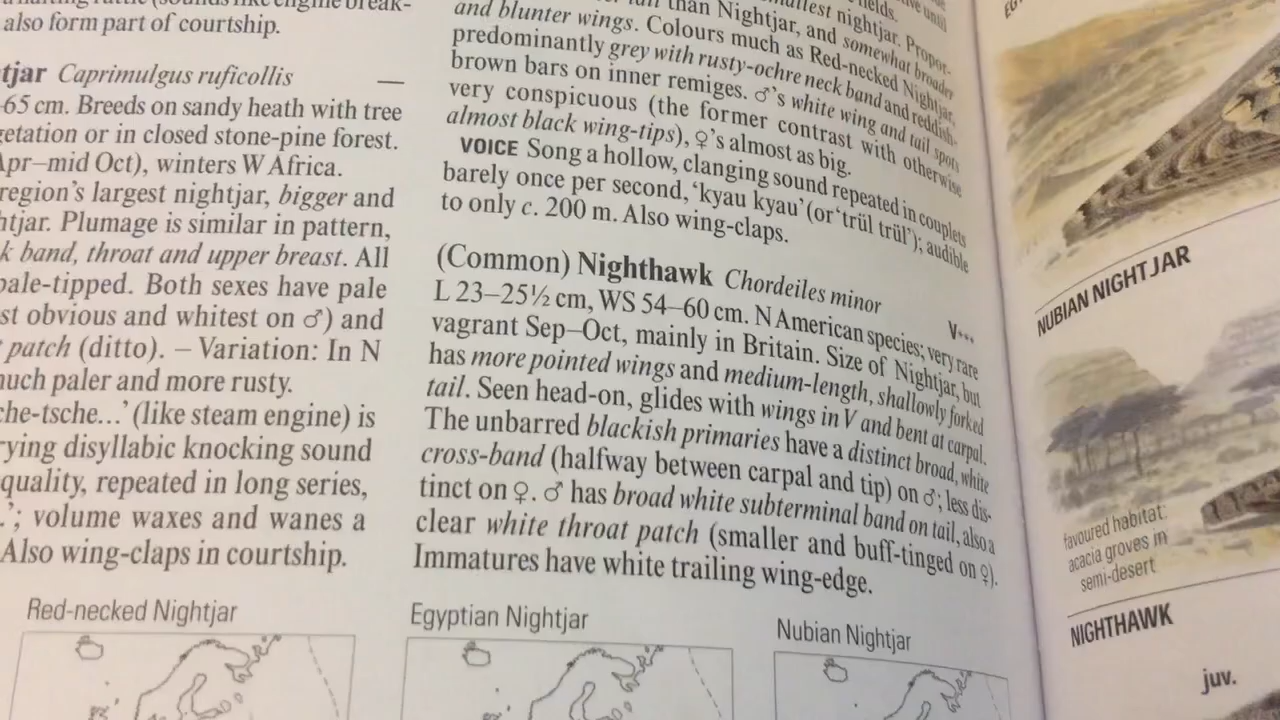 also form part of courtship.
tjar Caprimulgus ruficollis —
-65 cm. Breeds on sandy heath with tree
getation or in closed stone-pine forest.
Apr–mid Oct), winters W Africa.
region's largest nightjar, bigger and
htjar. Plumage is similar in pattern,
k band, throat and upper breast. All
pale-tipped. Both sexes have pale
st obvious and whitest on ♂) and
patch (ditto). – Variation: In N
much paler and more rusty.
che-tsche...' (like steam engine) is
rying disyllabic knocking sound
quality, repeated in long series,
.'; volume waxes and wanes a
Also wing-claps in courtship.
fields.
than Nightjar, and somewhat broader
and blunter wings. Colours much as Red-necked Nightjar,
predominantly grey with rusty-ochre neck band and reddish-
brown bars on inner remiges. ♂'s white wing and tail spots
very conspicuous (the former contrast with otherwise
almost black wing-tips), ♀'s almost as big.
VOICE Song a hollow, clanging sound repeated in couplets
barely once per second, 'kyau kyau' (or 'trül trül'); audible
to only c. 200 m. Also wing-claps.
(Common) Nighthawk Chordeiles minor V***
L 23–25½ cm, WS 54–60 cm. N American species; very rare
vagrant Sep–Oct, mainly in Britain. Size of Nightjar, but
has more pointed wings and medium-length, shallowly forked
tail. Seen head-on, glides with wings in V and bent at carpal.
The unbarred blackish primaries have a distinct broad, white
cross-band (halfway between carpal and tip) on ♂; less dis-
tinct on ♀. ♂ has broad white subterminal band on tail, also a
clear white throat patch (smaller and buff-tinged on ♀).
Immatures have white trailing wing-edge.
Red-necked Nightjar
Egyptian Nightjar
Nubian Nightjar
NUBIAN NIGHTJAR
favoured habitat:
acacia groves in
semi-desert
NIGHTHAWK
juv.